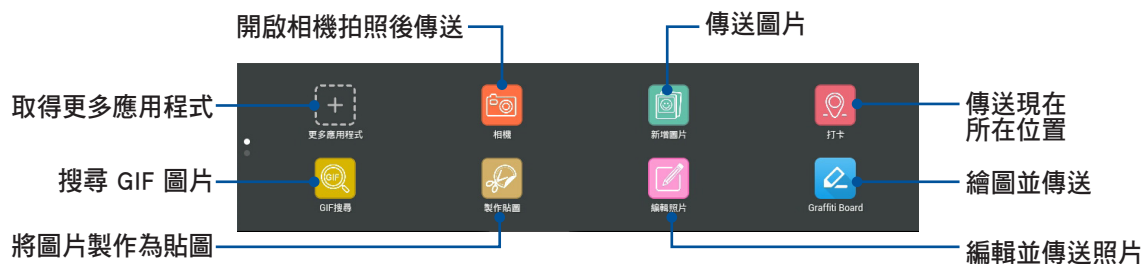 開啟相機拍照後傳送
傳送圖片
取得更多應用程式
更多應用程式
相機
新增圖片
打卡
傳送現在
所在位置
搜尋 GIF 圖片
GIF
GIF搜尋
製作貼圖
編輯照片
Graffiti Board
繪圖並傳送
將圖片製作為貼圖
編輯並傳送照片